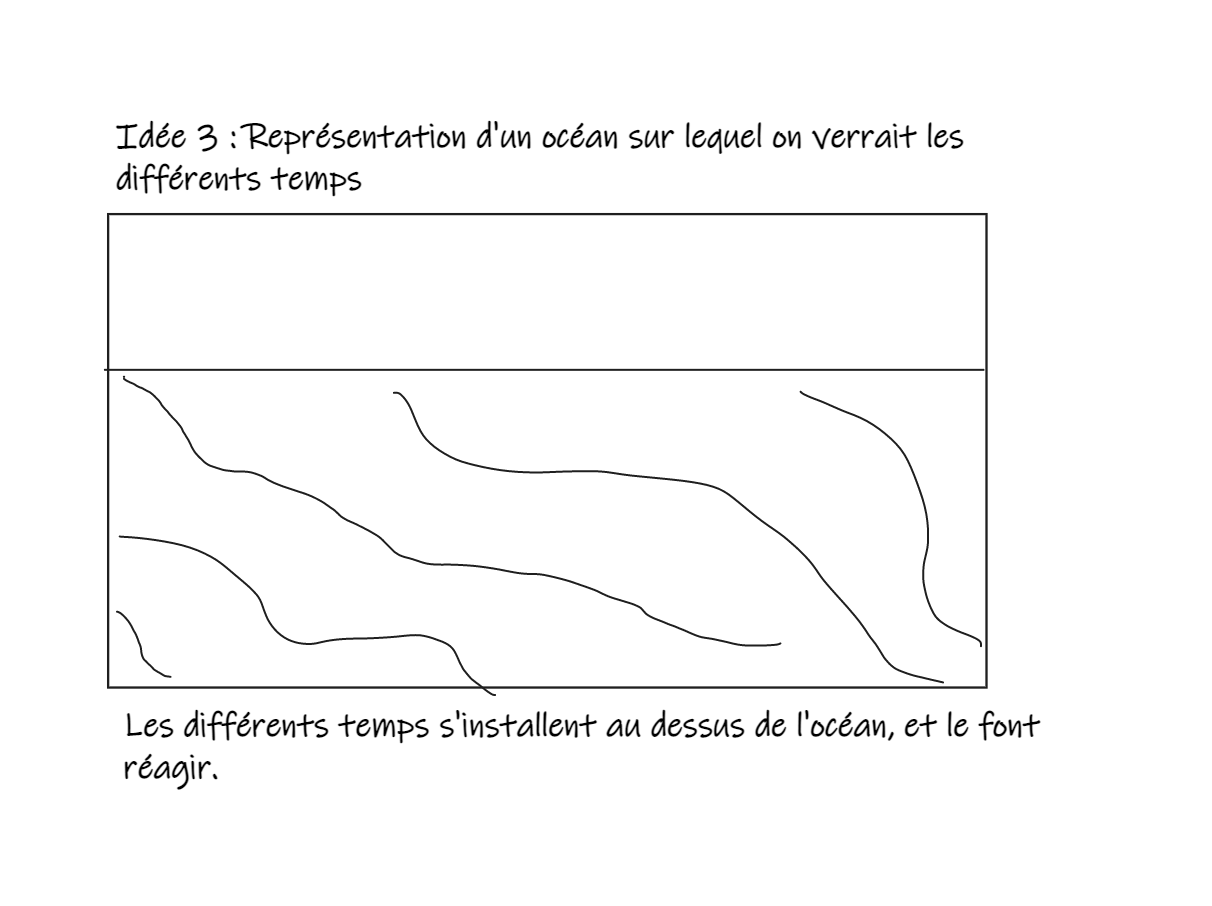 Idée 3 : Représentation d'un océan sur lequel on verrait les
différents temps
Les différents temps s'installent au dessus de l'océan, et le font
réagir.